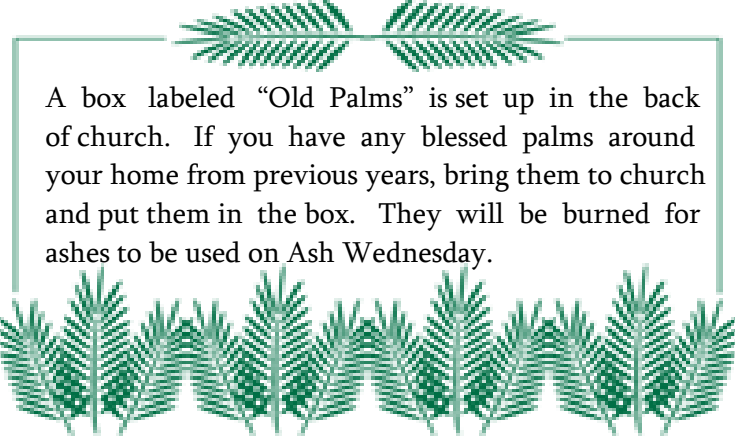 A box labeled “Old Palms” is set up in the back
of church. If you have any blessed palms around
your home from previous years, bring them to church
and put them in the box. They will be burned for
ashes to be used on Ash Wednesday.